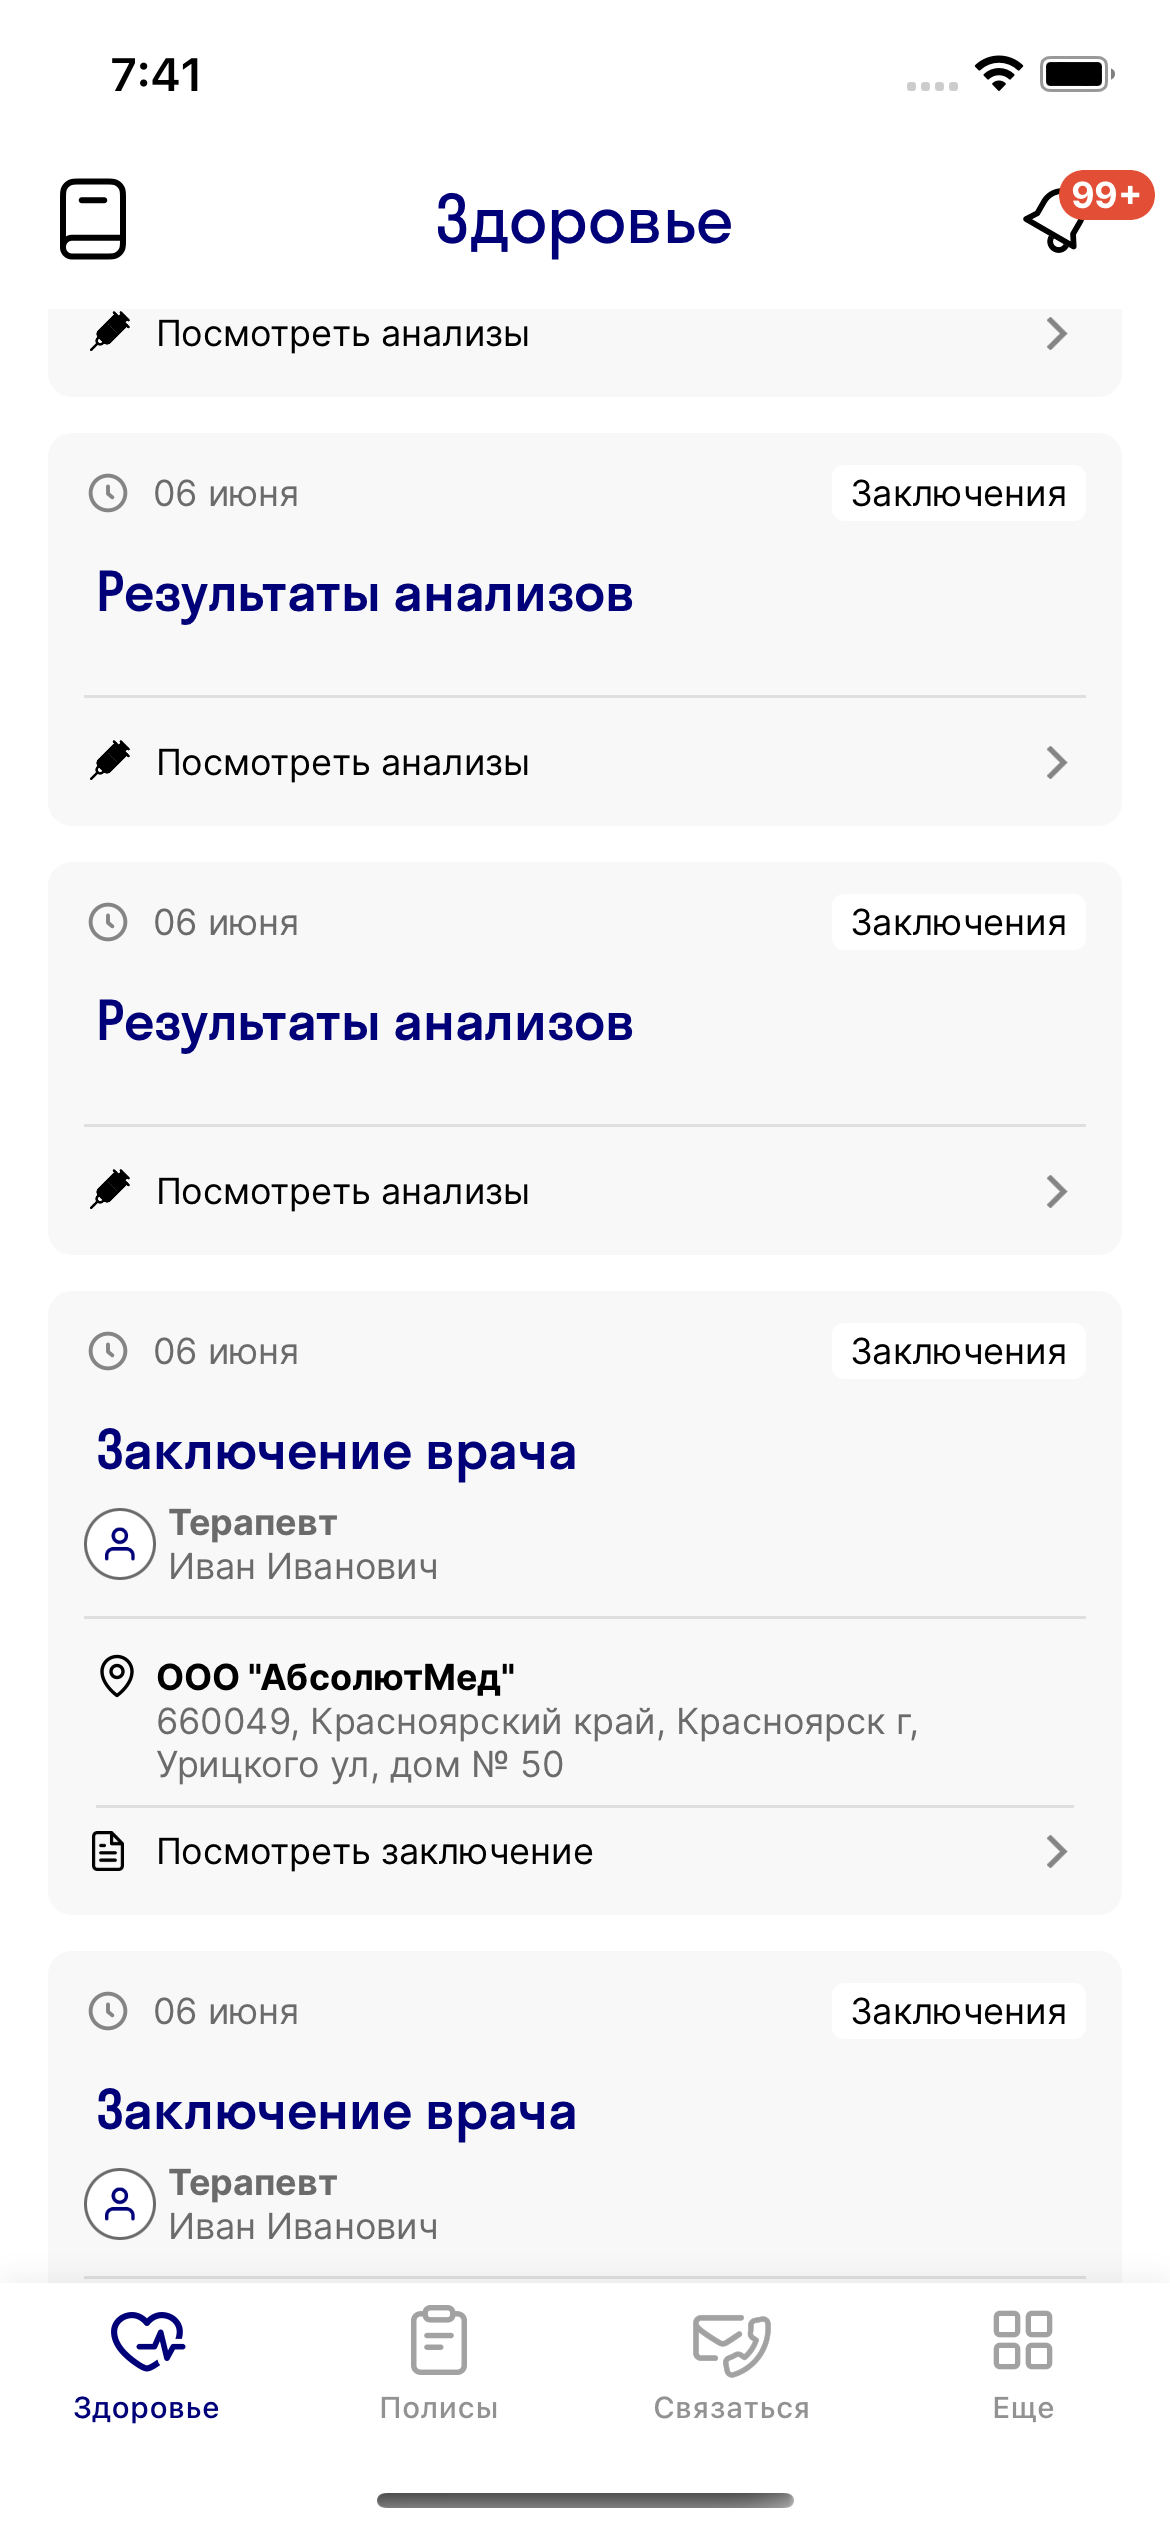 7:41
Здоровье
99+
Посмотреть анализы
06 июня
Заключения
Результаты анализов
Посмотреть анализы
06 июня
Заключения
Результаты анализов
Посмотреть анализы
06 июня
Заключения
Заключение врача
Терапевт
Иван Иванович
ООО "АбсолютМед"
660049, Красноярский край, Красноярск г,
Урицкого ул, дом № 50
Посмотреть заключение
06 июня
Заключения
Заключение врача
Терапевт
Иван Иванович
Здоровье
Полисы
Связаться
Еще